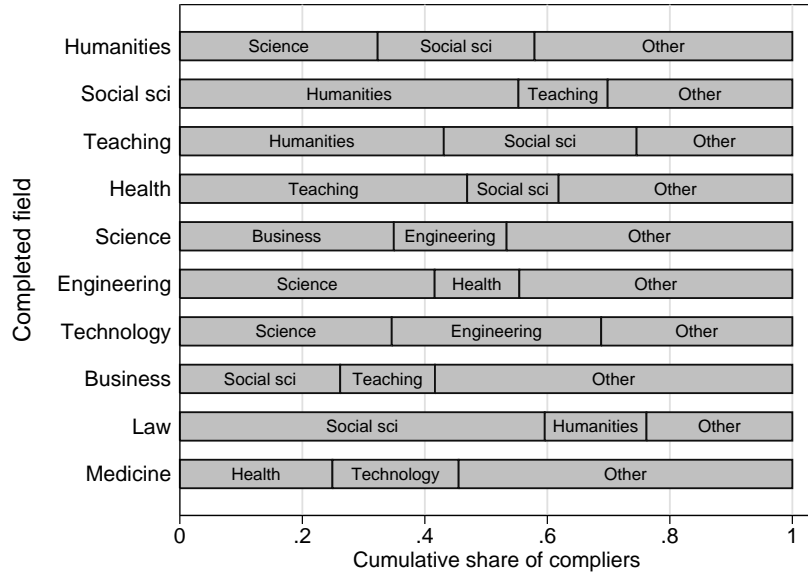 Completed field
Humanities Science Social sci Other
Social sci Humanities Teaching Other
Teaching Humanities Social sci Other
Health Teaching Social sci Other
Science Business Engineering Other
Engineering Science Health Other
Technology Science Engineering Other
Business Social sci Teaching Other
Law Social sci Humanities Other
Medicine Health Technology Other
0 .2 .4 .6 .8 1
Cumulative share of compliers